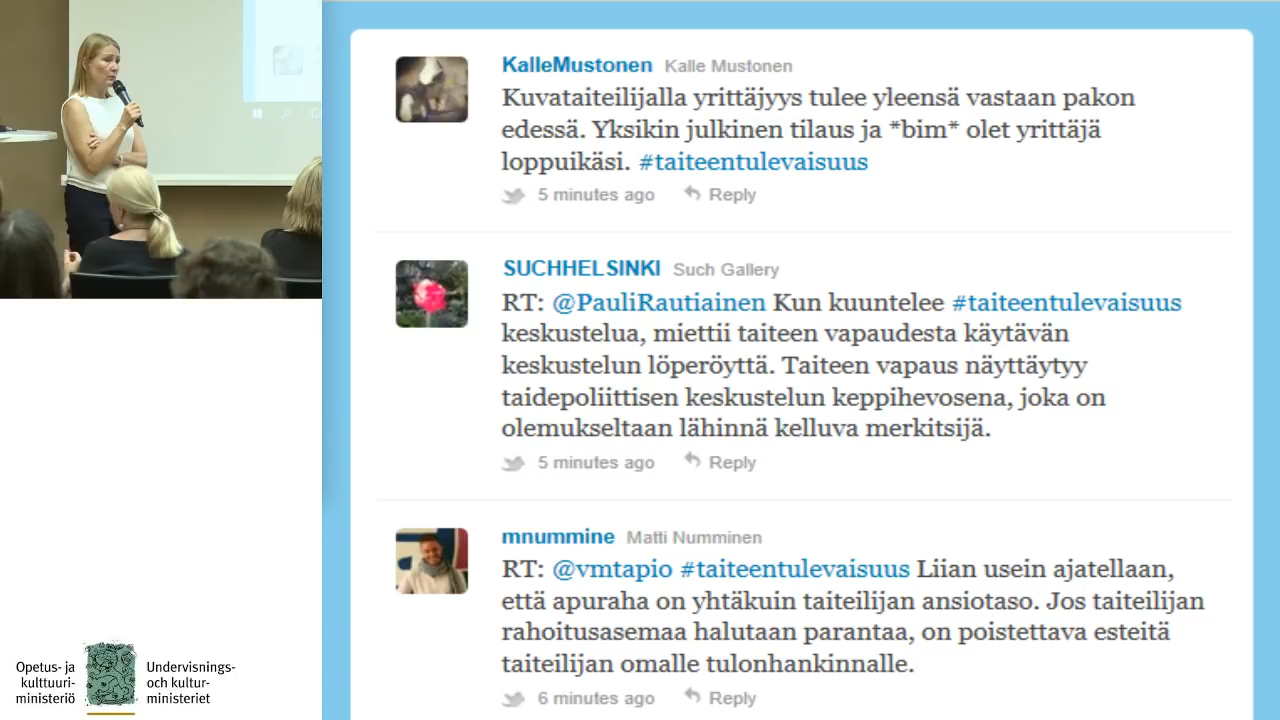 KalleMustonen Kalle Mustonen
Kuvataiteilijalla yrittäjyys tulee yleensä vastaan pakon
edessä. Yksikin julkinen tilaus ja *bim* olet yrittäjä
loppuikäsi. #taiteentulevaisuus
5 minutes ago Reply
SUCHHELSINKI Such Gallery
RT: @PauliRautiainen Kun kuuntelee #taiteentulevaisuus
keskustelua, miettii taiteen vapaudesta käytävän
keskustelun löperöyttä. Taiteen vapaus näyttäytyy
taidepoliittisen keskustelun keppihevosena, joka on
olemukseltaan lähinnä kelluva merkitsijä.
5 minutes ago Reply
mnummine Matti Numminen
RT: @vmtapio #taiteentulevaisuus Liian usein ajatellaan,
että apuraha on yhtäkuin taiteilijan ansiotaso. Jos taiteilijan
rahoitusasemaa halutaan parantaa, on poistettava esteitä
taiteilijan omalle tulonhankinnalle.
6 minutes ago Reply
Opetus- ja
kulttuuri-
ministeriö
Undervisnings-
och kultur-
ministeriet